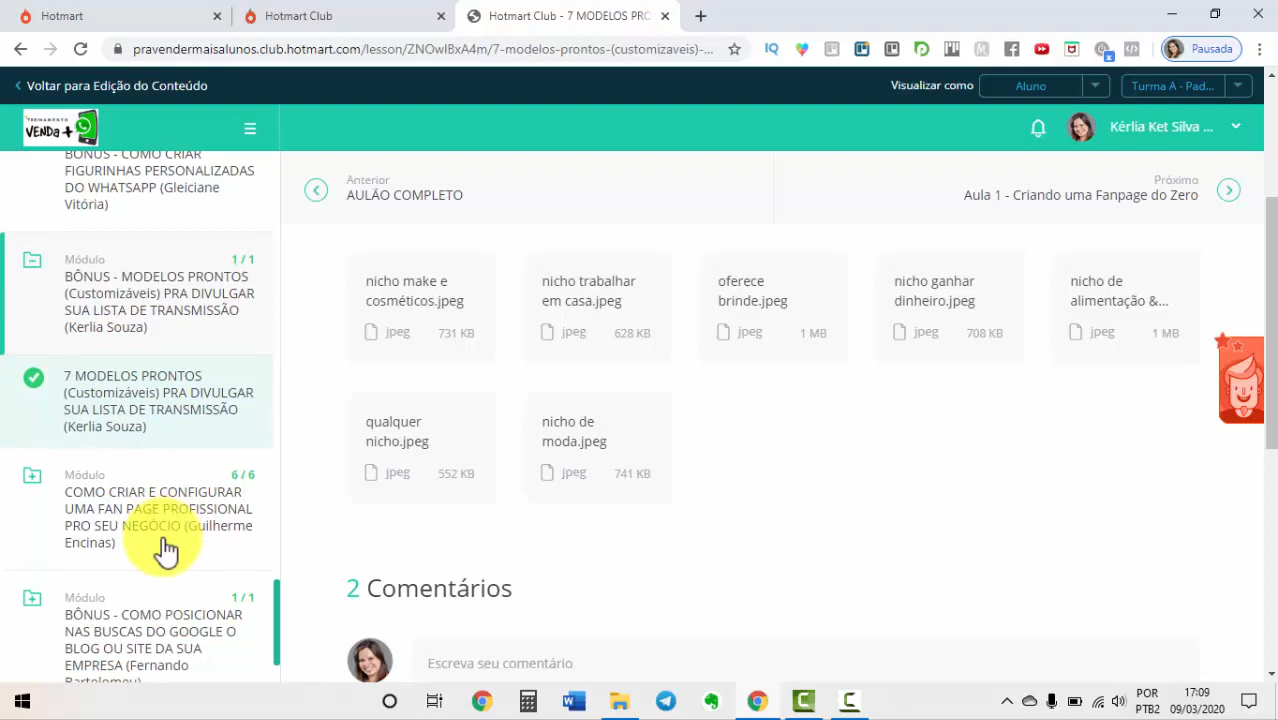 Hotmart
Hotmart Club
Hotmart Club - 7 MODELOS PRO
pravendermaisalunos.club.hotmart.com/lesson/ZNOwIBxA4m/7-modelos-prontos-(customizaveis)-...
Pausada
Voltar para Edição do Conteúdo
Visualizar como
Aluno
Turma A - Pad...
TREINAMENTO
VENDA +
Kérlia Ket Silva ...
BÔNUS - COMO CRIAR
FIGURINHAS PERSONALIZADAS
DO WHATSAPP (Gleiciane
Vitória)
Módulo 1 / 1
BÔNUS - MODELOS PRONTOS
(Customizáveis) PRA DIVULGAR
SUA LISTA DE TRANSMISSÃO
(Kerlia Souza)
7 MODELOS PRONTOS
(Customizáveis) PRA DIVULGAR
SUA LISTA DE TRANSMISSÃO
(Kerlia Souza)
Módulo 6 / 6
COMO CRIAR E CONFIGURAR
UMA FAN PAGE PROFISSIONAL
PRO SEU NEGÓCIO (Guilherme
Encinas)
Módulo 1 / 1
BÔNUS - COMO POSICIONAR
NAS BUSCAS DO GOOGLE O
BLOG OU SITE DA SUA
EMPRESA (Fernando
Bartolomeu)
Anterior
AULÃO COMPLETO
Próximo
Aula 1 - Criando uma Fanpage do Zero
nicho make e
cosméticos.jpeg
jpeg 731 KB
nicho trabalhar
em casa.jpeg
jpeg 628 KB
oferece
brinde.jpeg
jpeg 1 MB
nicho ganhar
dinheiro.jpeg
jpeg 708 KB
nicho de
alimentação &...
jpeg 1 MB
qualquer
nicho.jpeg
jpeg 552 KB
nicho de
moda.jpeg
jpeg 741 KB
2 Comentários
Escreva seu comentário
POR
PTB2
17:09
09/03/2020